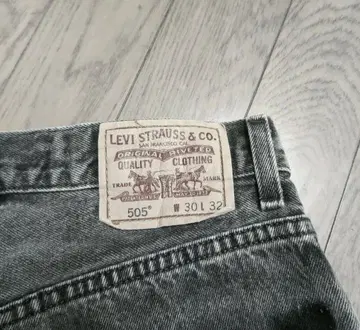 LEVI STRAUSS & CO.
SAN FRANCISCO CAL
ORIGINAL RIVETED
QUALITY CLOTHING
TRADE MARK
505® W 30 L 32